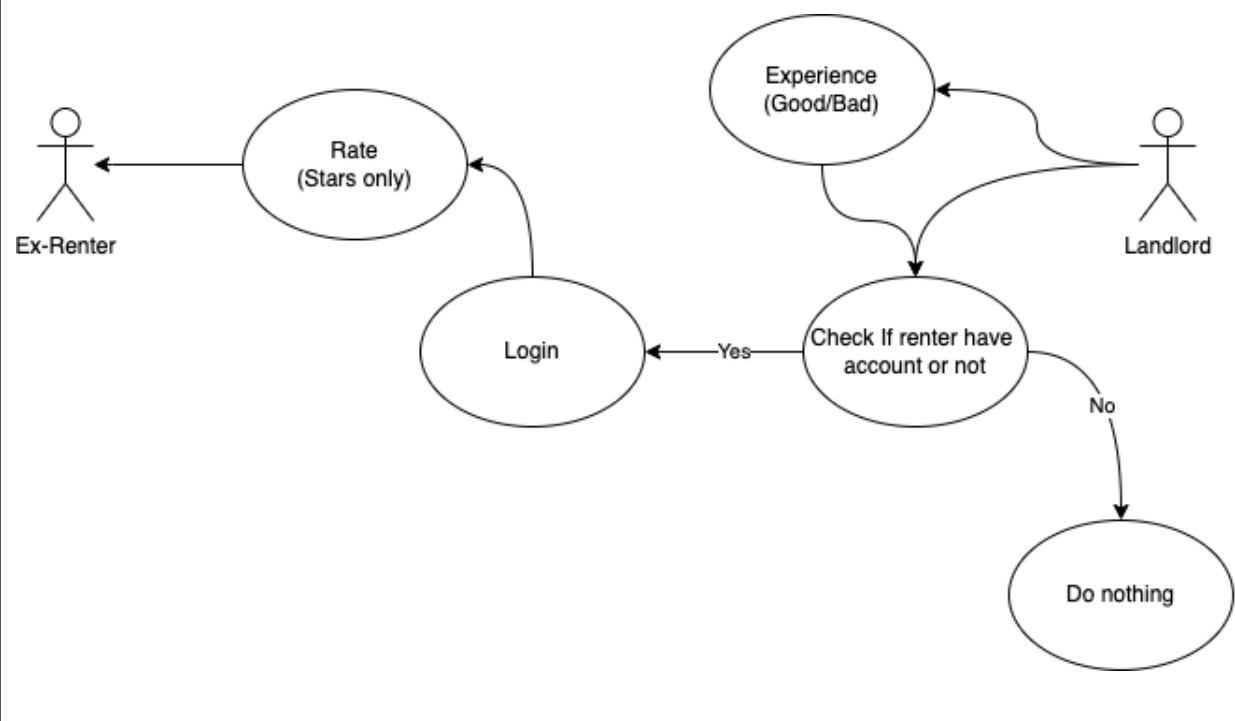 Experience
(Good/Bad)
Rate
(Stars only)
Ex-Renter
Landlord
Login
Yes
Check If renter have
account or not
No
Do nothing